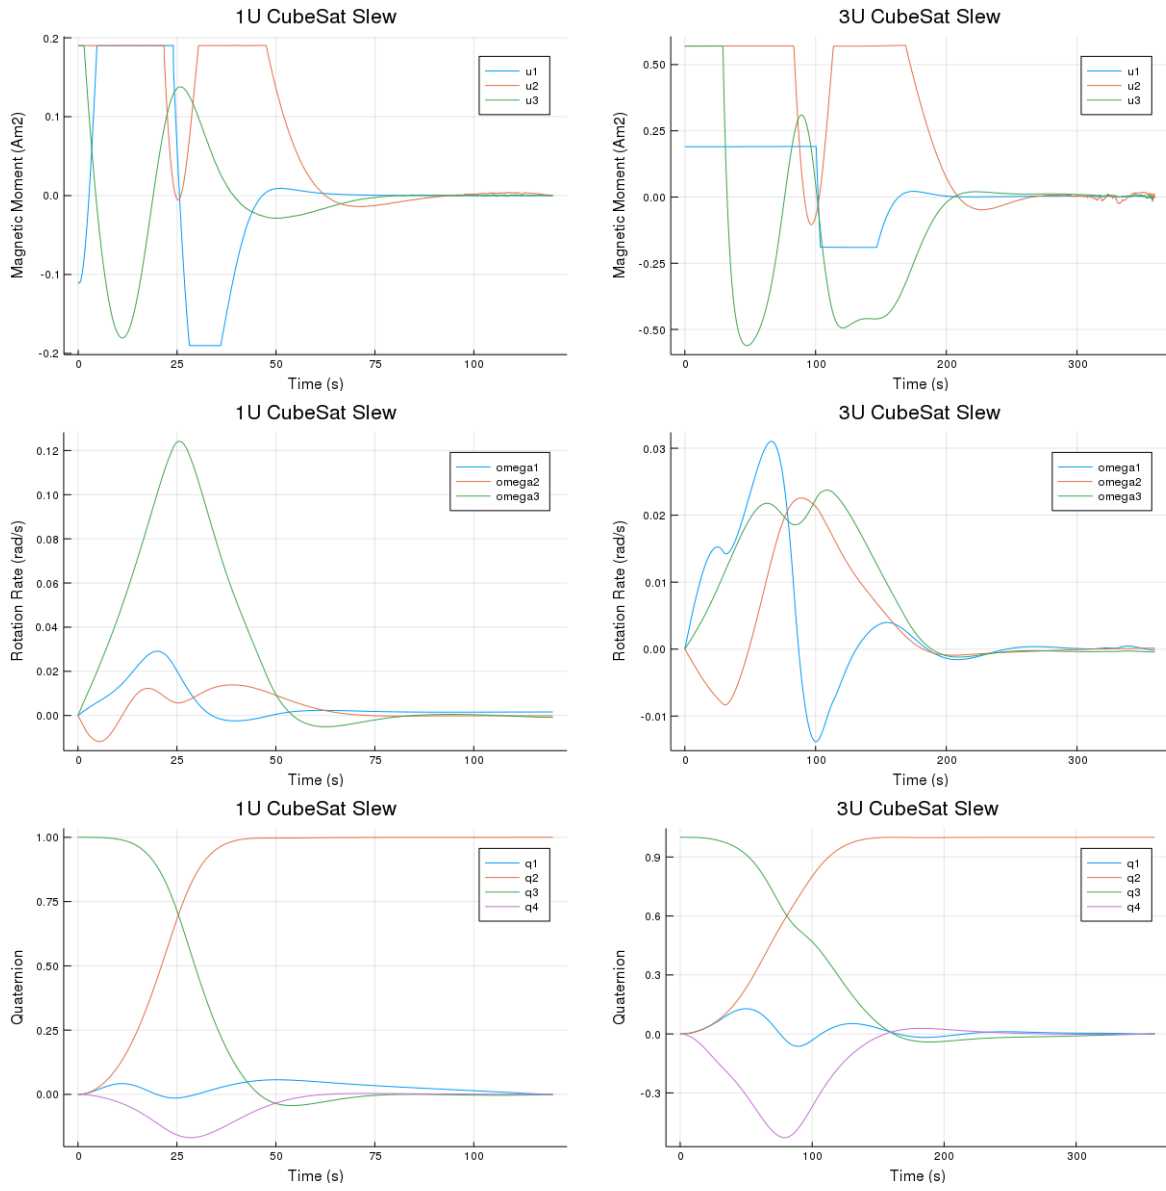 1U CubeSat Slew
0.2
0.1
0.0
-0.1
-0.2
Magnetic Moment (Am2)
u1
u2
u3
0
25
50
75
100
Time (s)
3U CubeSat Slew
0.50
0.25
0.00
-0.25
-0.50
Magnetic Moment (Am2)
u1
u2
u3
0
100
200
300
Time (s)
1U CubeSat Slew
0.12
0.10
0.08
0.06
0.04
0.02
0.00
Rotation Rate (rad/s)
omega1
omega2
omega3
0
25
50
75
100
Time (s)
3U CubeSat Slew
0.03
0.02
0.01
0.00
-0.01
Rotation Rate (rad/s)
omega1
omega2
omega3
0
100
200
300
Time (s)
1U CubeSat Slew
1.00
0.75
0.50
0.25
0.00
Quaternion
q1
q2
q3
q4
0
25
50
75
100
Time (s)
3U CubeSat Slew
0.9
0.6
0.3
0.0
-0.3
Quaternion
q1
q2
q3
q4
0
100
200
300
Time (s)